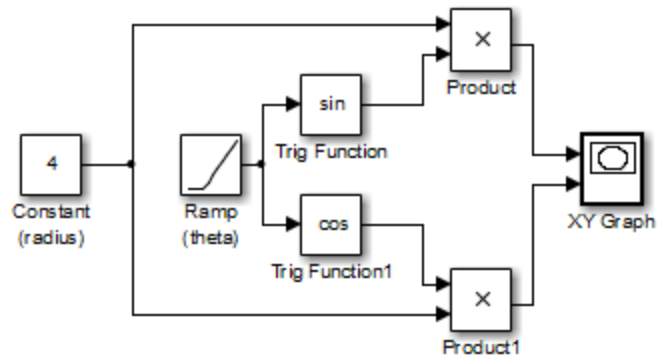 ×
Product
sin
Trig Function
4
Constant
(radius)
Ramp
(theta)
XY Graph
cos
Trig Function1
×
Product1